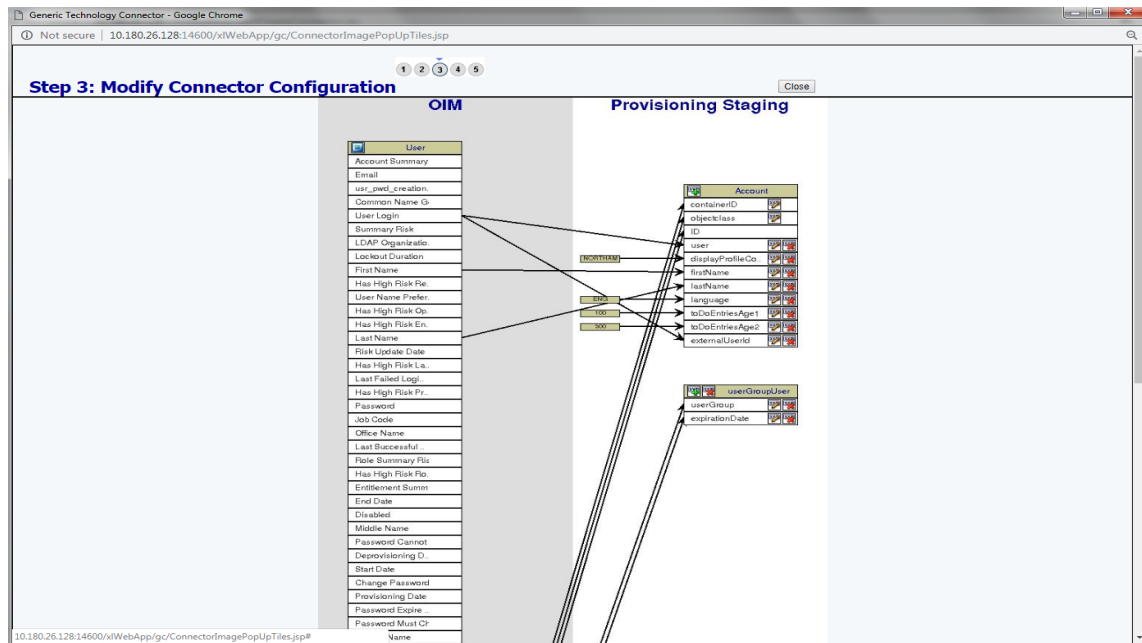 Generic Technology Connector - Google Chrome
Not secure | 10.180.26.128:14600/xlWebApp/gc/ConnectorImagePopUpTiles.jsp
1 2 3 4 5
Step 3: Modify Connector Configuration
Close
OIM
Provisioning Staging
User
Account Summary
Email
usr_pwd_creation.
Common Name G
User Login
Summary Risk
LDAP Organizatio.
Lockout Duration
First Name
Has High Risk Re.
User Name Prefer.
Has High Risk Op.
Has High Risk En.
Last Name
Risk Update Date
Has High Risk La..
Last Failed Logi..
Has High Risk Pr..
Password
Job Code
Office Name
Last Successful ..
Role Summary Ris
Has High Risk Ro.
Entitlement Summ
End Date
Disabled
Middle Name
Password Cannot
Deprovisioning D..
Start Date
Change Password
Provisioning Date
Password Expire ..
Password Must Ch
Name
NORTHAM
ENG
100
300
Account
containerID
objectclass
ID
user
displayProfileCo..
firstName
lastName
language
toDoEntriesAge1
toDoEntriesAge2
externalUserId
userGroupUser
userGroup
expirationDate
10.180.26.128:14600/xlWebApp/gc/ConnectorImagePopUpTiles.jsp#